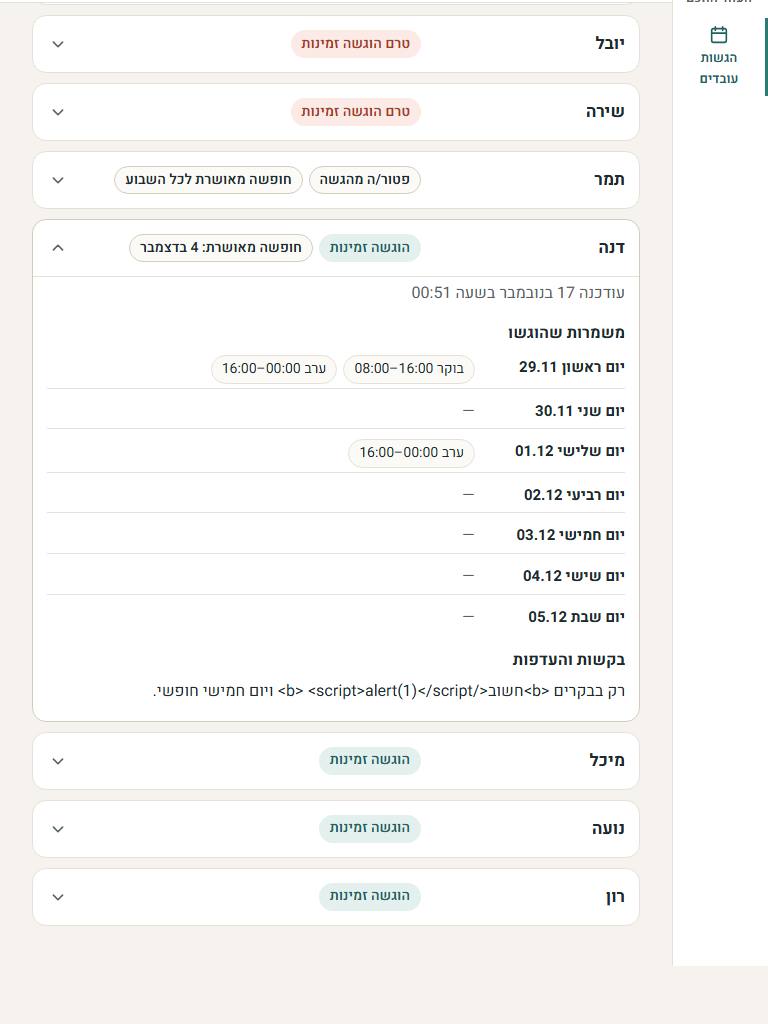 הגשות
עובדים
יובל טרם הוגשה זמינות
שירה טרם הוגשה זמינות
תמר פטור/ה מהגשה חופשה מאושרת לכל השבוע
דנה הוגשה זמינות חופשה מאושרת: 4 בדצמבר
עודכנה 17 בנובמבר בשעה 00:51
משמרות שהוגשו
יום ראשון 29.11 בוקר 08:00–16:00 ערב 16:00–00:00
יום שני 30.11 —
יום שלישי 01.12 ערב 16:00–00:00
יום רביעי 02.12 —
יום חמישי 03.12 —
יום שישי 04.12 —
יום שבת 05.12 —
בקשות והעדפות
רק בבקרים <b>חשוב</b> <script>alert(1)</script> ויום חמישי חופשי.
מיכל הוגשה זמינות
נועה הוגשה זמינות
רון הוגשה זמינות